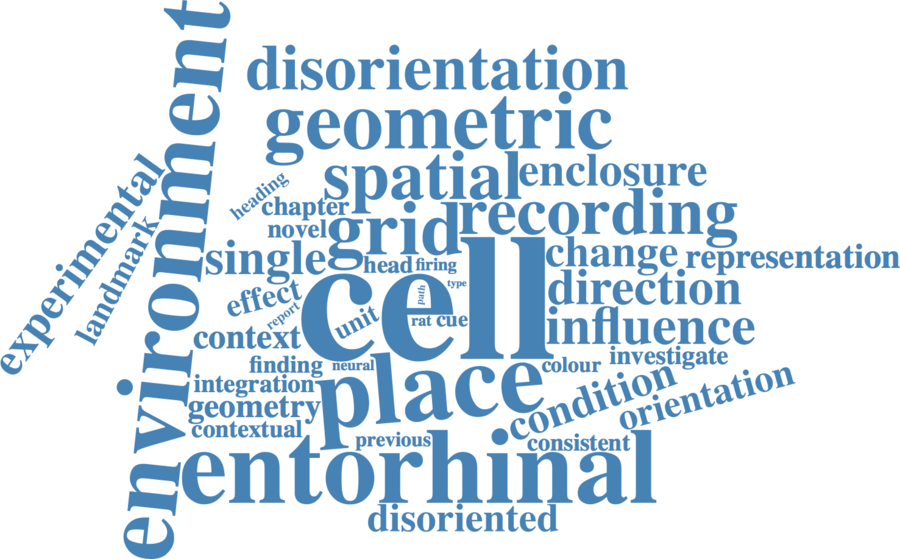 environment
disorientation
geometric
spatial
enclosure
experimental
landmark
heading
chapter
novel
grid
recording
single
head
firing
change
representation
cell
type
path
effect
report
unit
rat
cue
direction
context
influence
finding
neural
place
colour
investigate
integration
geometry
condition
orientation
contextual
previous
consistent
entorhinal
disoriented